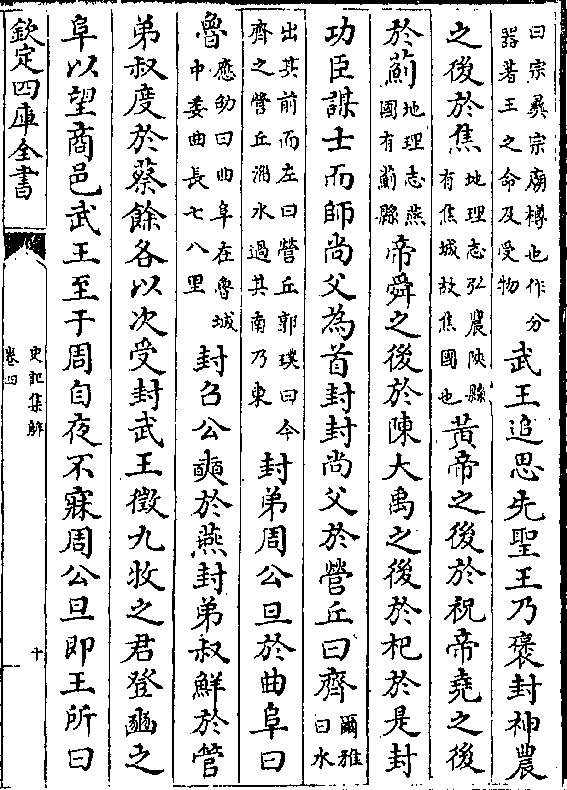 曰宗彝宗廟樽也作分
器著王之命及受物
武王追思先聖王乃褒封神農
之後於焦
地理志弘農陝縣
有焦城故焦國也
黃帝之後於祝帝堯之後
於薊
地理志燕
國有薊縣
帝舜之後於陳大禹之後於杞於是封
功臣謀士而師尚父為首封封尚父於營丘曰齊
爾雅
曰水
出其前而左曰營丘郭璞曰今
齊之營丘淄水過其南乃東
封弟周公旦於曲阜曰
魯
應劭曰曲阜在魯城
中委曲長七八里
封召公奭於燕封弟叔鮮於管
弟叔度於蔡餘各以次受封武王徵九牧之君登豳之
阜以望商邑武王至于周自夜不寐周公旦即王所曰
欽定四庫全書
史記集解
卷四
十